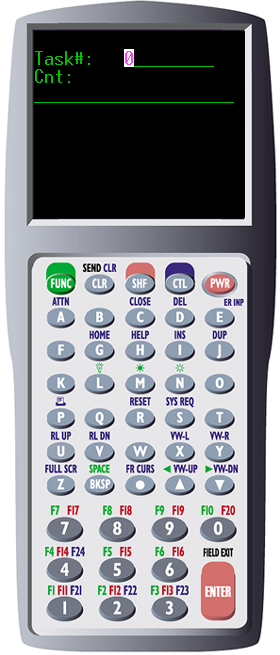 Task#: 0
Cnt:
SEND CLR
FUNC CLR SHF CTL PWR
ATTN CLOSE DEL ER INP
A B C D E
HOME HELP INS DUP
F G H I J
K L M N O
RESET SYS REQ
P Q R S T
RL UP RL DN VW-L VW-R
U V W X Y
FULL SCR SPACE FR CURS VW-UP VW-DN
Z BKSP
F7 F17 F8 F18 F9 F19 F10 F20
7 8 9 0
F4 F14 F24 F5 F15 F6 F16 FIELD EXIT
4 5 6
F1 F11 F21 F2 F12 F22 F3 F13 F23 ENTER
1 2 3